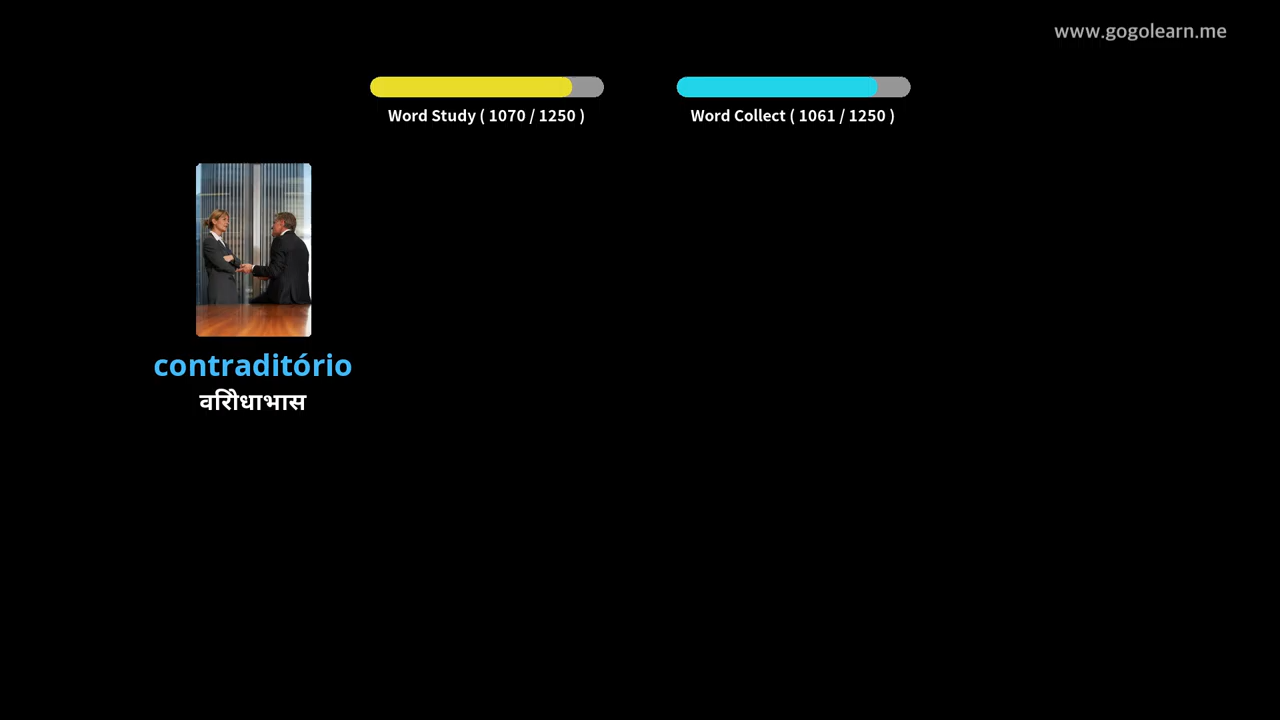 www.gogolearn.me
Word Study ( 1070 / 1250 )
Word Collect ( 1061 / 1250 )
contraditório
विरोधाभास